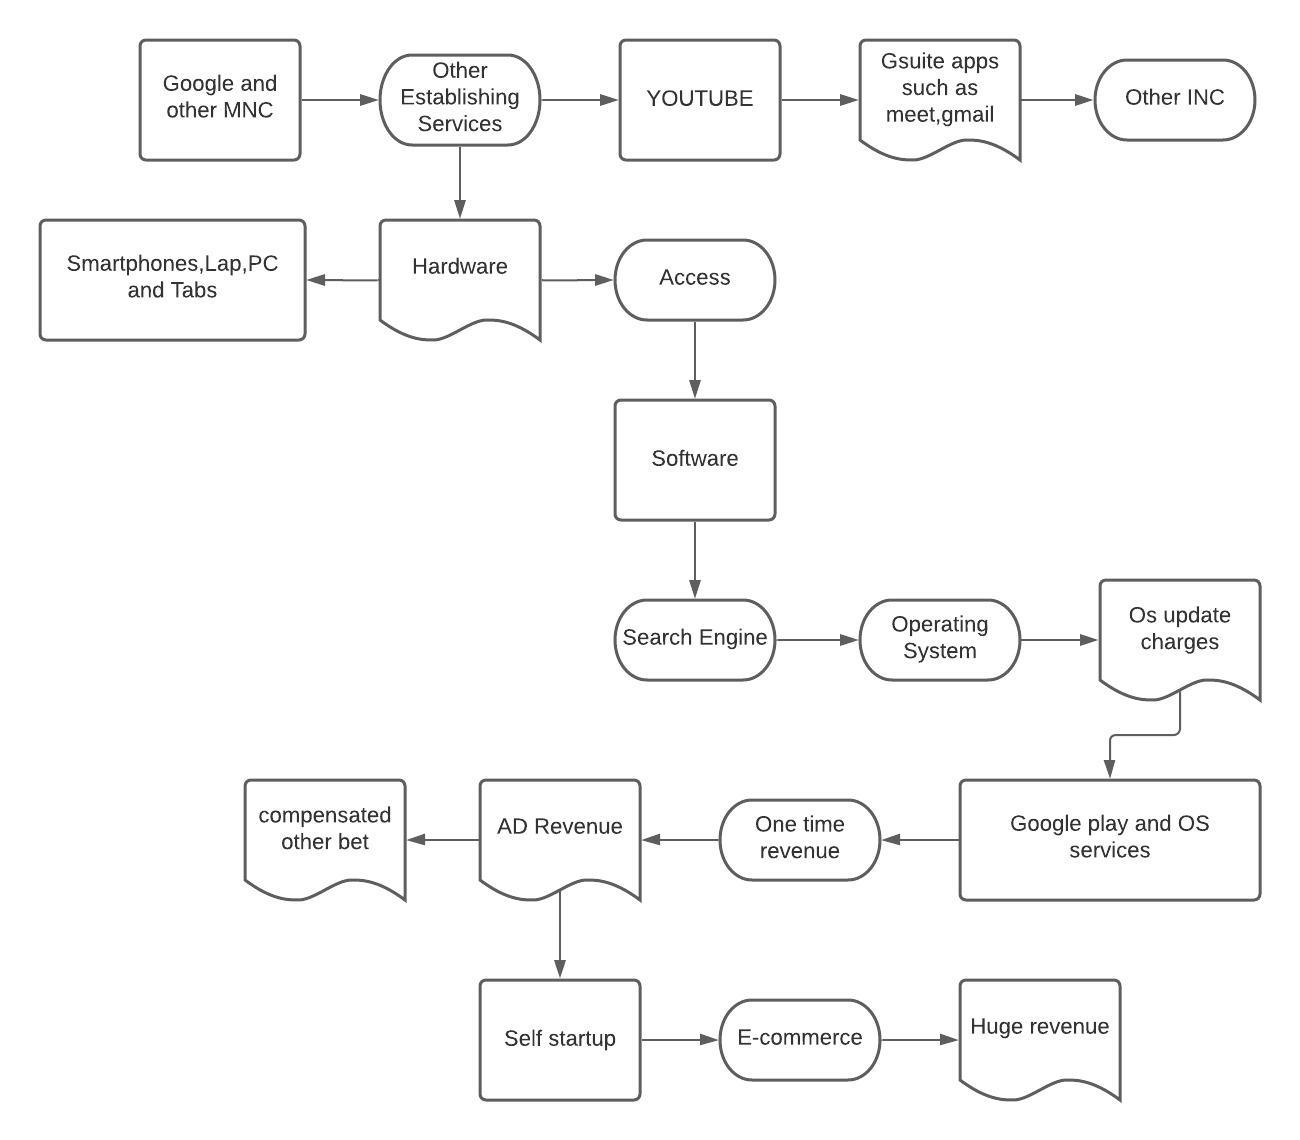 Google and
other MNC
Other
Establishing
Services
YOUTUBE
Gsuite apps
such as
meet,gmail
Other INC
Smartphones,Lap,PC
and Tabs
Hardware
Access
Software
Search Engine
Operating
System
Os update
charges
compensated
other bet
AD Revenue
One time
revenue
Google play and OS
services
Self startup
E-commerce
Huge revenue